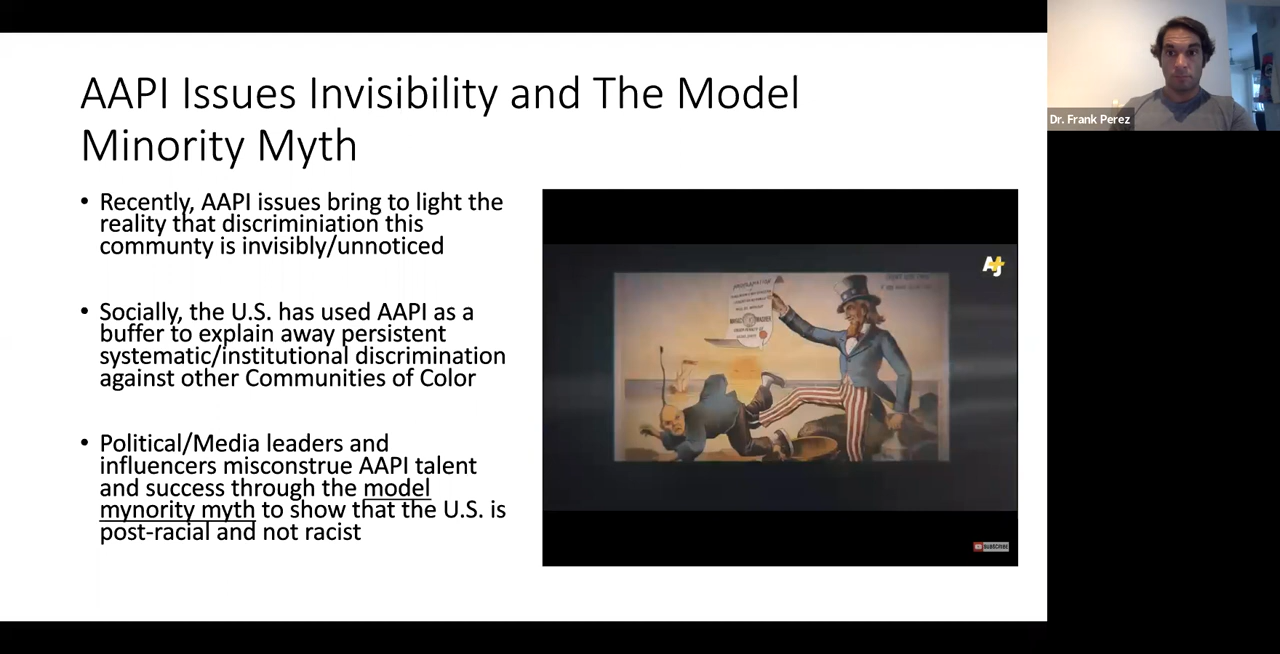 AAPI Issues Invisibility and The Model
Minority Myth
• Recently, AAPI issues bring to light the
reality that discriminiation this
communty is invisibly/unnoticed
• Socially, the U.S. has used AAPI as a
buffer to explain away persistent
systematic/institutional discrimination
against other Communities of Color
• Political/Media leaders and
influencers misconstrue AAPI talent
and success through the model
mynority myth to show that the U.S. is
post-racial and not racist
AJ+
SUBSCRIBE
Dr. Frank Perez